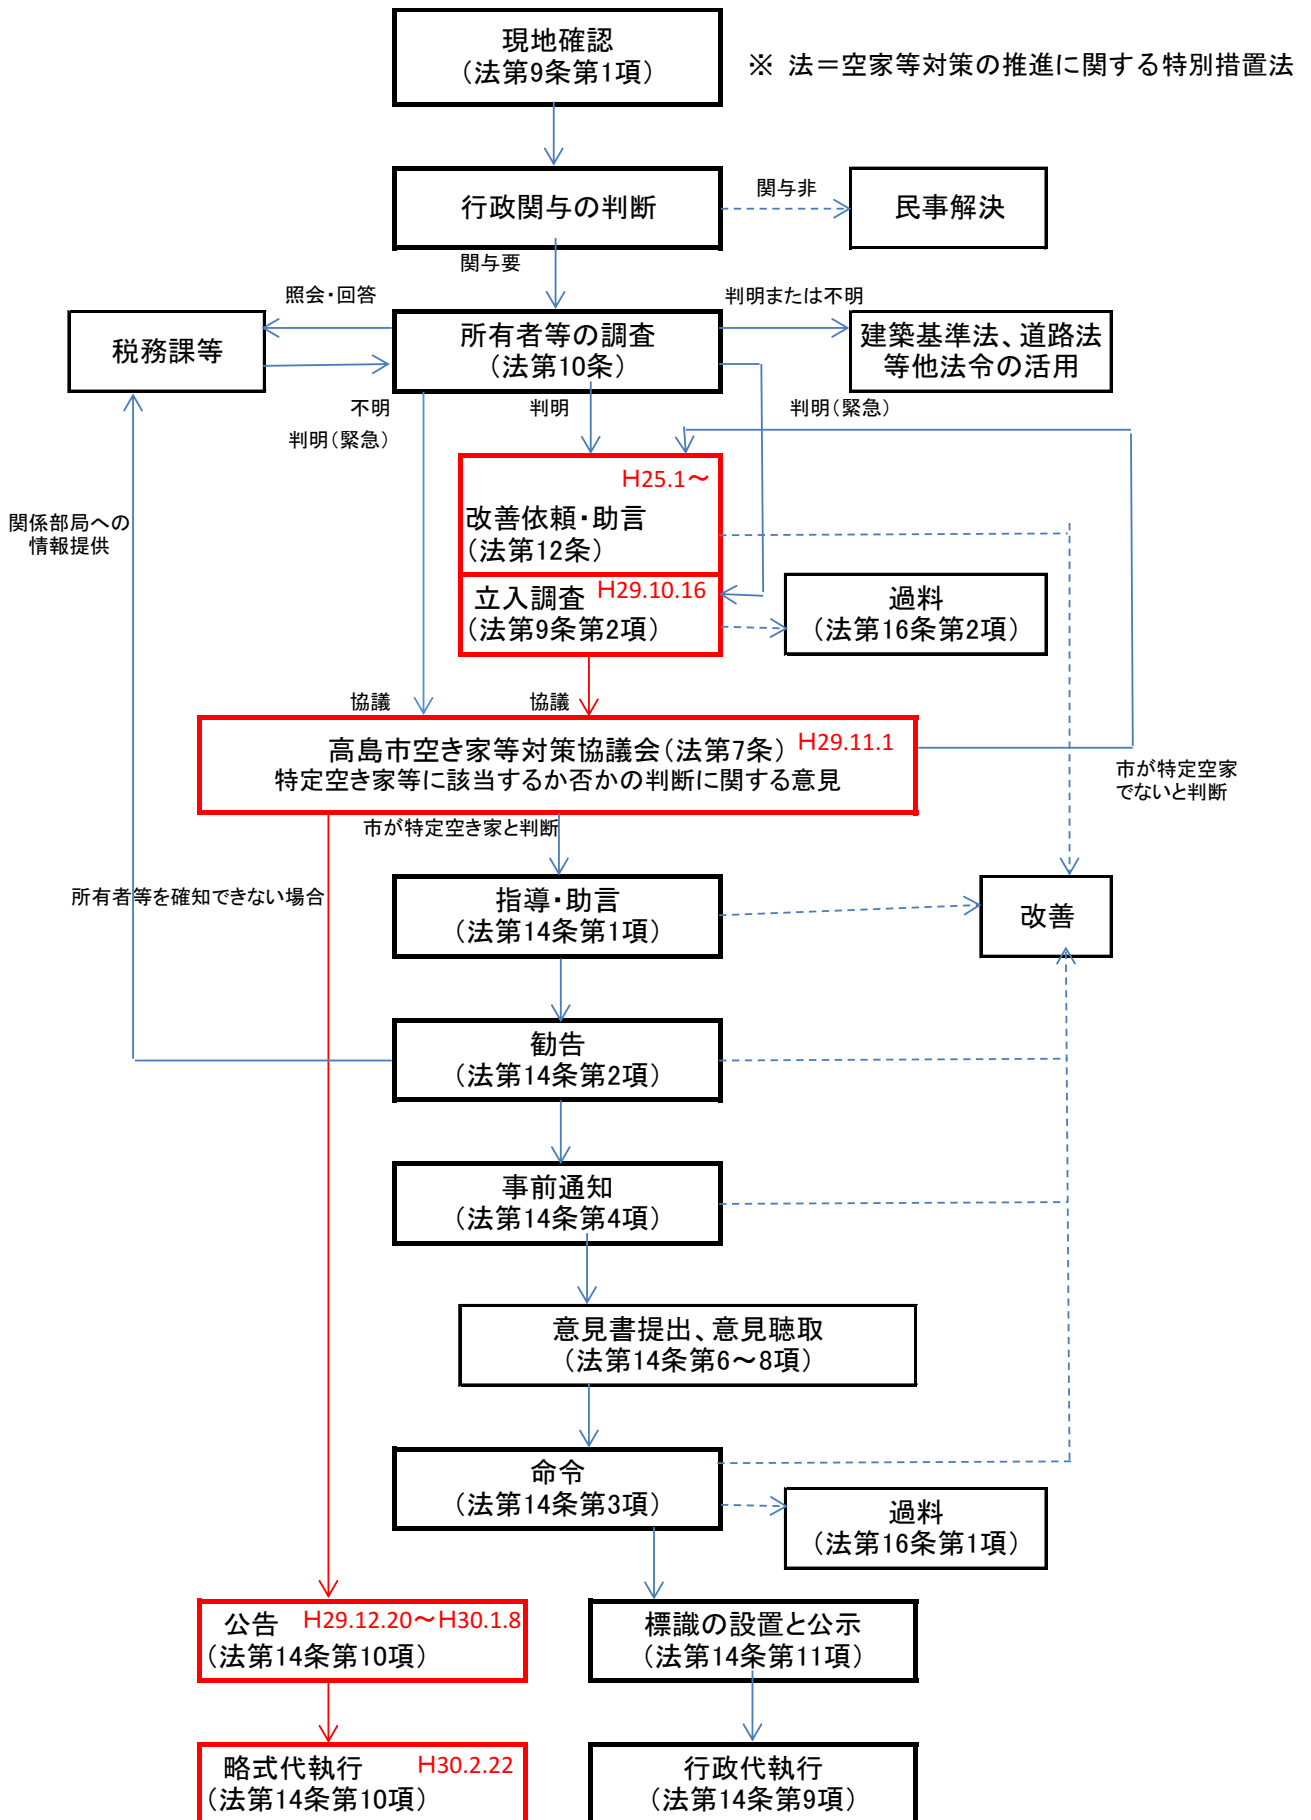 現地確認
(法第9条第1項)
※ 法＝空家等対策の推進に関する特別措置法
行政関与の判断
関与非
民事解決
関与要
照会・回答
税務課等
所有者等の調査
(法第10条)
判明または不明
建築基準法、道路法
等他法令の活用
不明
判明(緊急)
判明
判明(緊急)
H25.1～
改善依頼・助言
(法第12条)
関係部局への
情報提供
立入調査 H29.10.16
(法第9条第2項)
過料
(法第16条第2項)
協議
協議
高島市空き家等対策協議会(法第7条) H29.11.1
特定空き家等に該当するか否かの判断に関する意見
市が特定空家
でないと判断
市が特定空き家と判断
所有者等を確知できない場合
指導・助言
(法第14条第1項)
改善
勧告
(法第14条第2項)
事前通知
(法第14条第4項)
意見書提出、意見聴取
(法第14条第6～8項)
命令
(法第14条第3項)
過料
(法第16条第1項)
公告 H29.12.20～H30.1.8
(法第14条第10項)
標識の設置と公示
(法第14条第11項)
略式代執行 H30.2.22
(法第14条第10項)
行政代執行
(法第14条第9項)